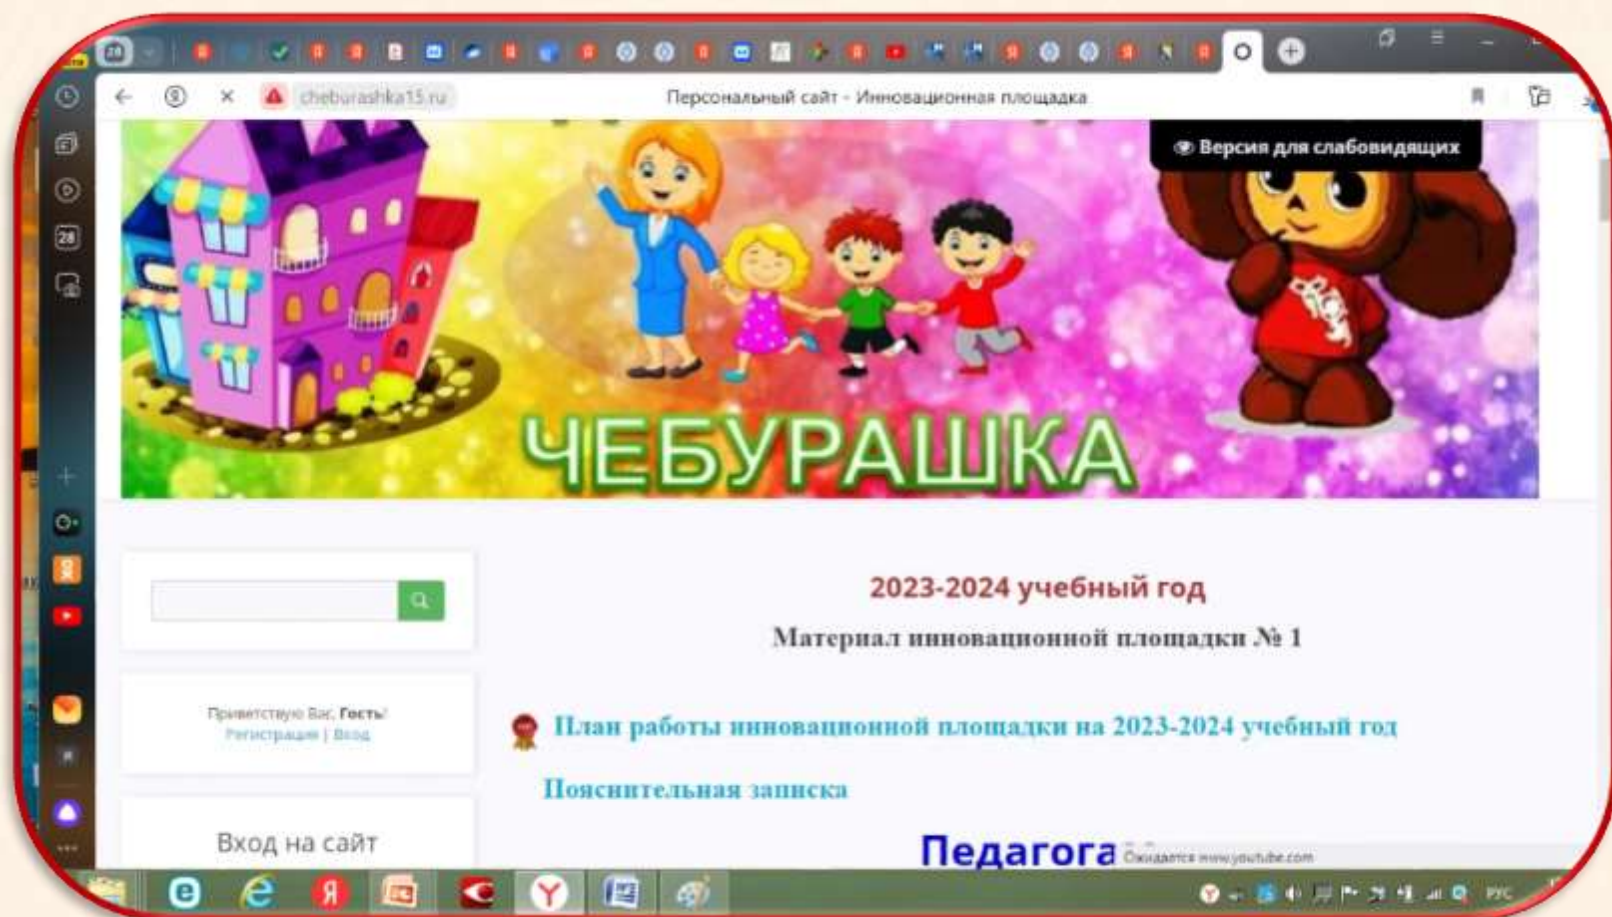 28
cheburashka15.ru
Персональный сайт - Инновационная площадка
Версия для слабовидящих
28
ЧЕБУРАШКА
2023-2024 учебный год
Материал инновационной площадки № 1
Приветствую Вас, Гость!
Регистрация | Вход
План работы инновационной площадки на 2023-2024 учебный год
Пояснительная записка
Вход на сайт
Педагога
Ожидается www.youtube.com
РУС